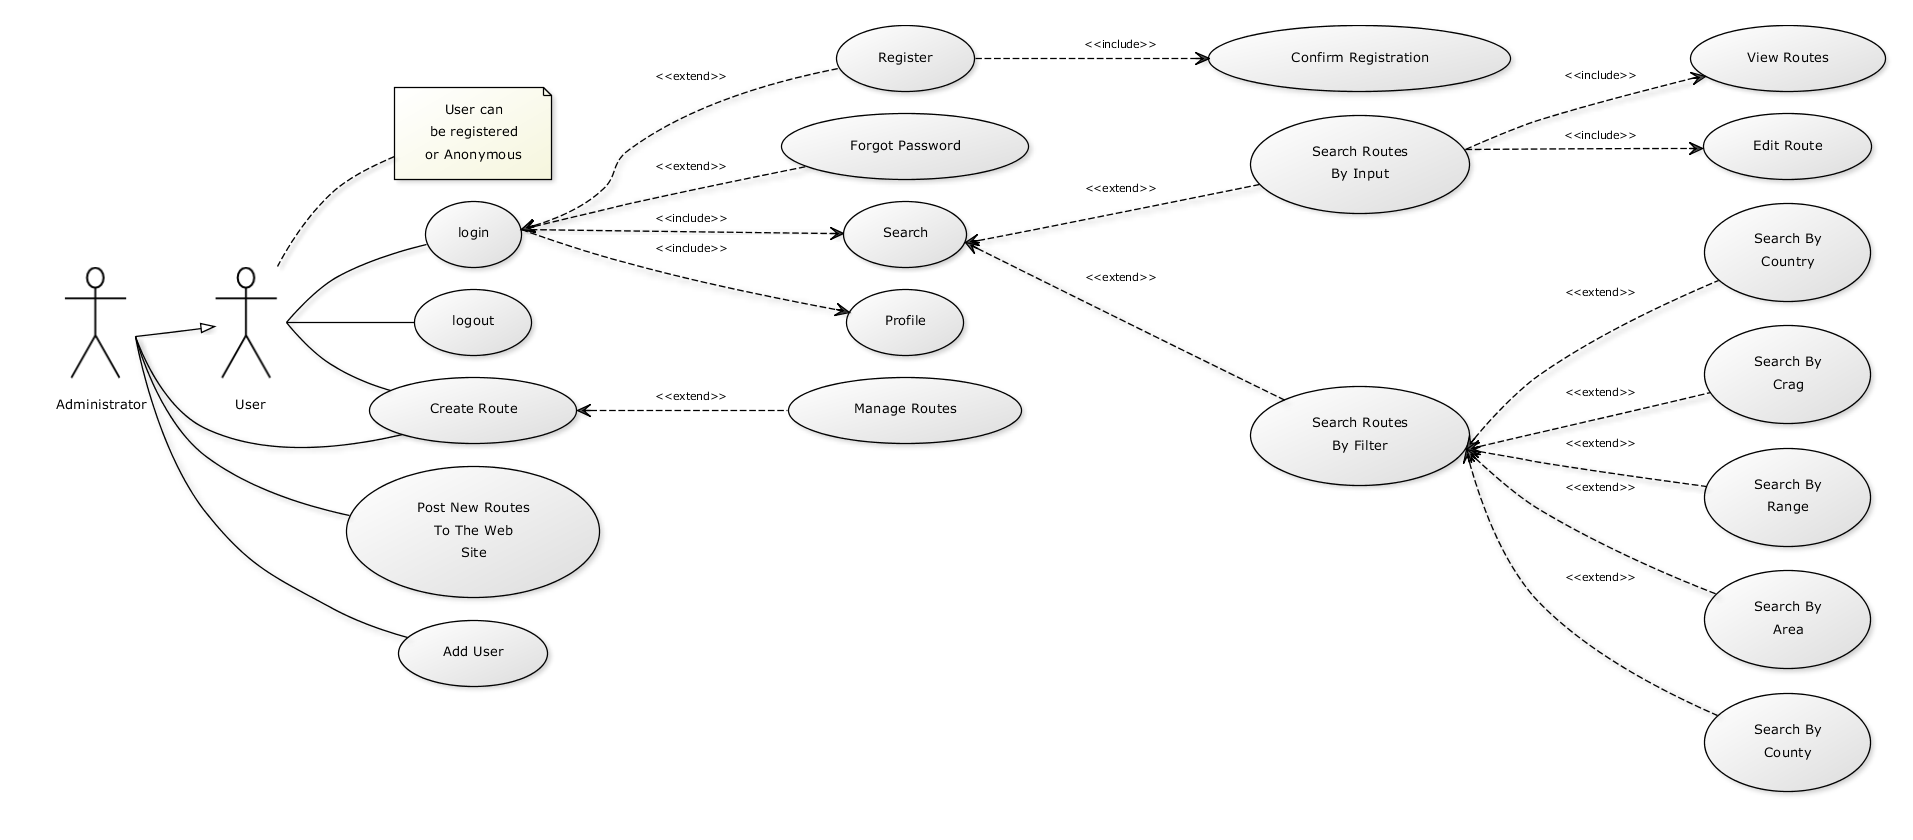 Register
<<include>>
Confirm Registration
View Routes
<<extend>>
<<include>>
User can
be registered
or Anonymous
Forgot Password
<<extend>>
Search Routes
By Input
<<include>>
Edit Route
<<extend>>
login
<<include>>
<<include>>
Search
Search By
Country
<<extend>>
<<extend>>
logout
Profile
Search By
Crag
<<extend>>
Administrator
User
Create Route
<<extend>>
Manage Routes
Search Routes
By Filter
<<extend>>
<<extend>>
Search By
Range
Post New Routes
To The Web
Site
<<extend>>
Search By
Area
Add User
Search By
County